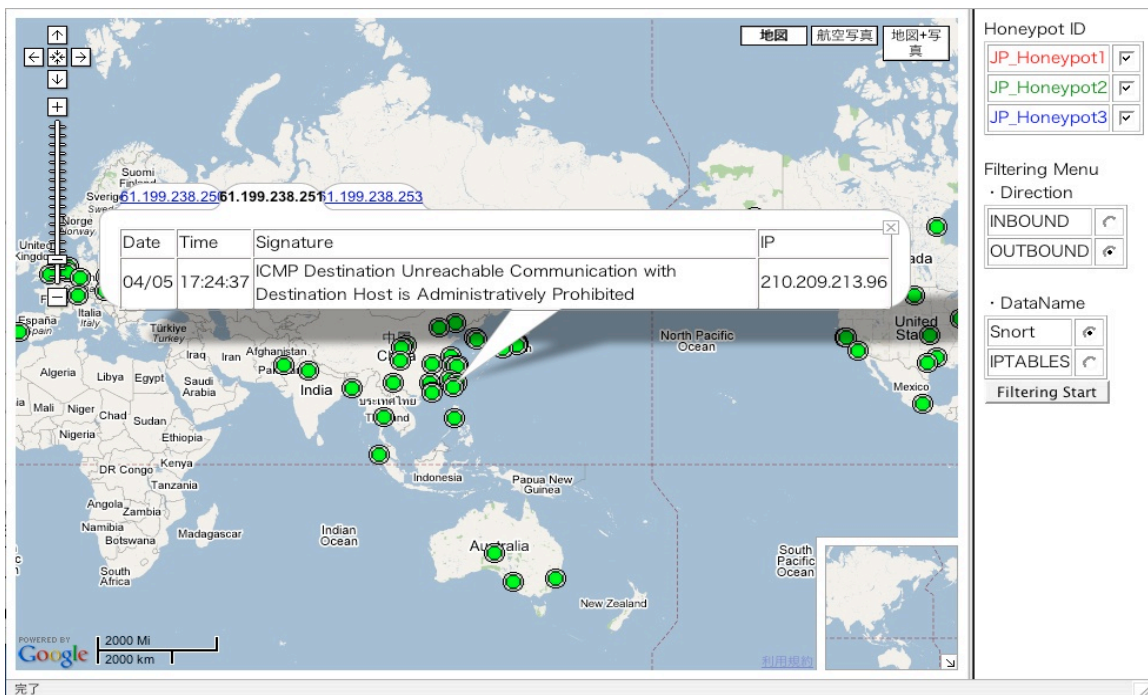 地図
航空写真
地図+写
真
Suomi
Sverige
Norge
Norway
United
61.199.238.250
61.199.238.251
61.199.238.253
Date Time Signature IP
04/05 17:24:37 ICMP Destination Unreachable Communication with
Destination Host is Administratively Prohibited
210.209.213.96
España
Spain
Italia
Italy
Türkiye
Turkey
中国
North Pacific
Ocean
United
Algeria
Libya
Egypt
Iraq
Iran
Afghanistan
Saudi
Arabia
India
ประเทศไทย
Mexico
Mali
Niger
Chad
Sudan
Nigeria
Ethiopia
DR Congo
Kenya
Tanzania
Indonesia
Papua New
Guinea
Angola
Zambia
Namibia
Botswana
Madagascar
Indian
Ocean
Australia
South
Pacific
Ocean
South
Africa
New Zealand
POWERED BY
Google
2000 Mi
2000 km
利用規約
完了
Honeypot ID
JP_Honeypot1
JP_Honeypot2
JP_Honeypot3
Filtering Menu
・Direction
INBOUND
OUTBOUND
・DataName
Snort
IPTABLES
Filtering Start